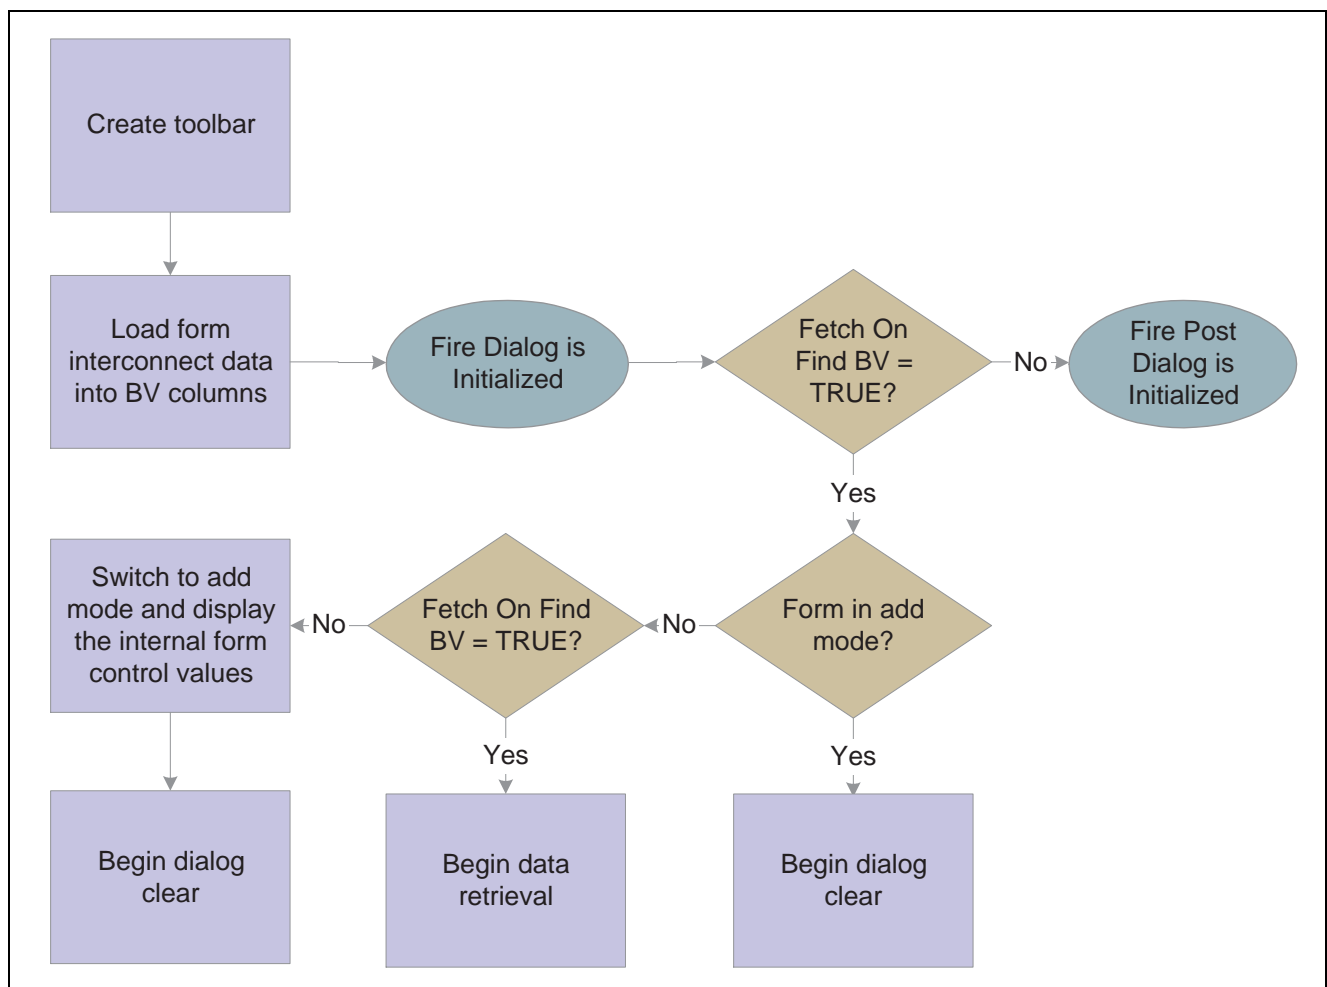 Create toolbar
Load form
interconnect data
into BV columns
Fire Dialog is
Initialized
Fetch On
Find BV =
TRUE?
No
Fire Post
Dialog is
Initialized
Yes
Switch to add
mode and display
the internal form
control values
No
Fetch On Find
BV = TRUE?
No
Form in add
mode?
Yes
Yes
Begin dialog
clear
Begin data
retrieval
Begin dialog
clear